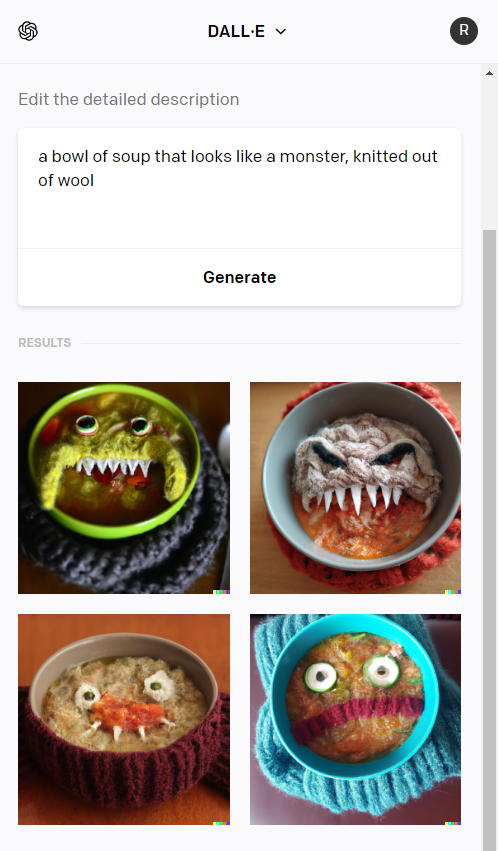 DALL·E
R
Edit the detailed description
a bowl of soup that looks like a monster, knitted out
of wool
Generate
RESULTS